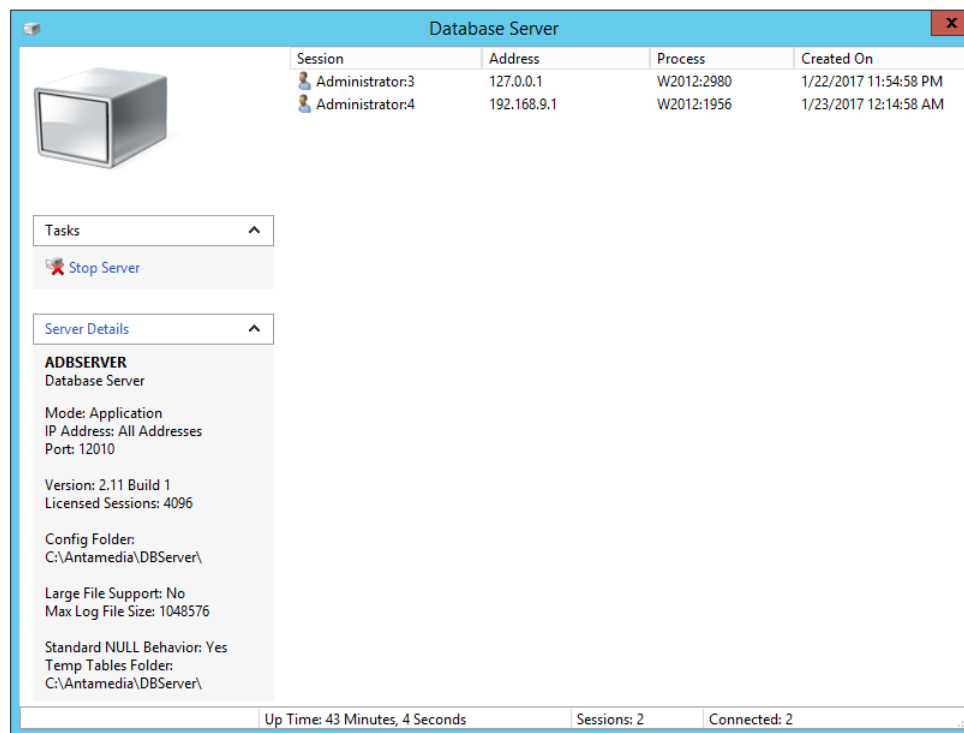 Database Server
x
Session Address Process Created On
Administrator:3 127.0.0.1 W2012:2980 1/22/2017 11:54:58 PM
Administrator:4 192.168.9.1 W2012:1956 1/23/2017 12:14:58 AM
Tasks
Stop Server
Server Details
ADBSERVER
Database Server
Mode: Application
IP Address: All Addresses
Port: 12010
Version: 2.11 Build 1
Licensed Sessions: 4096
Config Folder:
C:\Antamedia\DBServer\
Large File Support: No
Max Log File Size: 1048576
Standard NULL Behavior: Yes
Temp Tables Folder:
C:\Antamedia\DBServer\
Up Time: 43 Minutes, 4 Seconds Sessions: 2 Connected: 2